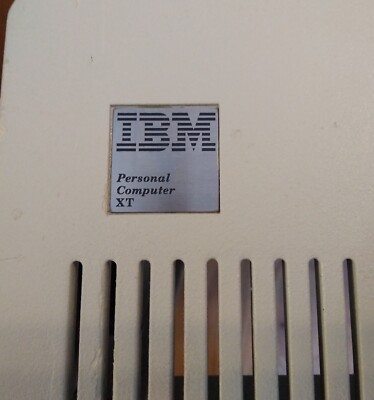 IBM
Personal
Computer
XT